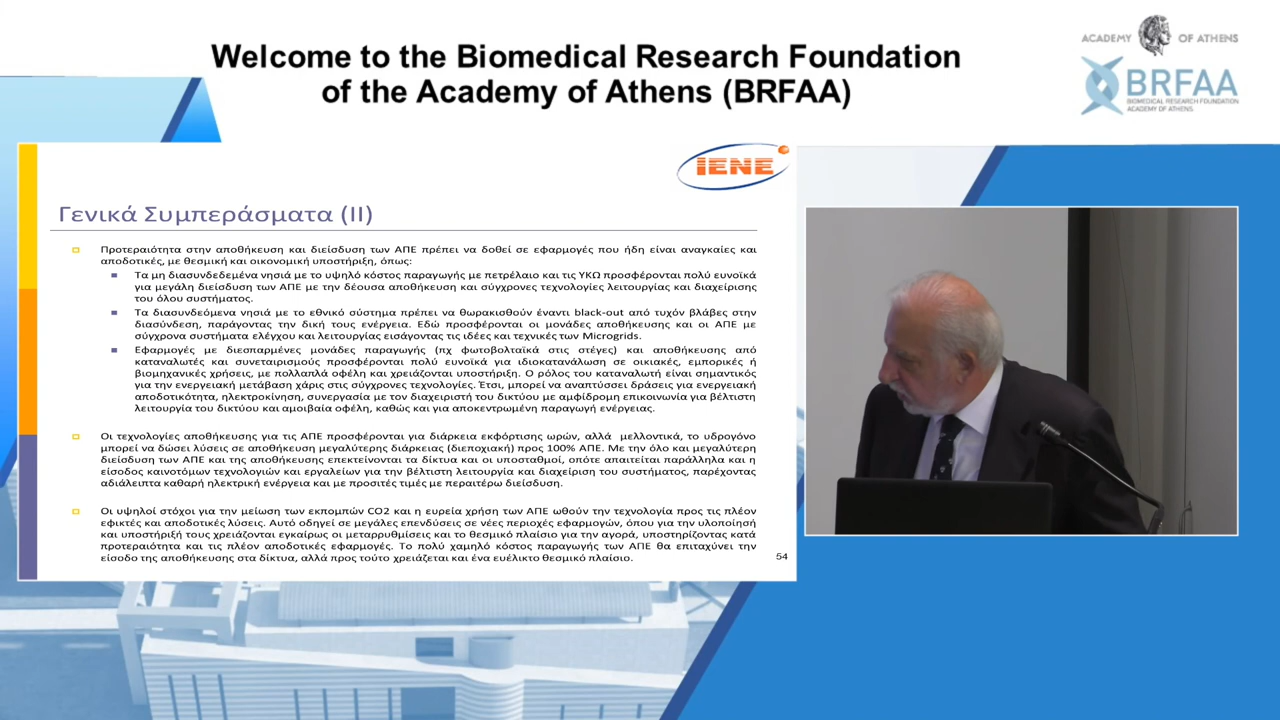 Welcome to the Biomedical Research Foundation
of the Academy of Athens (BRFAA)
ACADEMY OF ATHENS
BRFAA
BIOMEDICAL RESEARCH FOUNDATION
ACADEMY OF ATHENS
IENE
Γενικά Συμπεράσματα (II)
Προτεραιότητα στην αποθήκευση και διείσδυση των ΑΠΕ πρέπει να δοθεί σε εφαρμογές που ήδη είναι αναγκαίες και
αποδοτικές, με θεσμική και οικονομική υποστήριξη, όπως:
Τα μη διασυνδεδεμένα νησιά με το υψηλό κόστος παραγωγής με πετρέλαιο και τις ΥΚΩ προσφέρονται πολύ ευνοϊκά
για μεγάλη διείσδυση των ΑΠΕ με την δέουσα αποθήκευση και σύγχρονες τεχνολογίες λειτουργίας και διαχείρισης
του όλου συστήματος.
Τα διασυνδεόμενα νησιά με το εθνικό σύστημα πρέπει να θωρακισθούν έναντι black-out από τυχόν βλάβες στην
διασύνδεση, παράγοντας την δική τους ενέργεια. Εδώ προσφέρονται οι μονάδες αποθήκευσης και οι ΑΠΕ με
σύγχρονα συστήματα ελέγχου και λειτουργίας εισάγοντας τις ιδέες και τεχνικές των Microgrids.
Εφαρμογές με διεσπαρμένες μονάδες παραγωγής (πχ φωτοβολταϊκά στις στέγες) και αποθήκευσης από
καταναλωτές και συνεταιρισμούς προσφέρονται πολύ ευνοϊκά για ιδιοκατανάλωση σε οικιακές, εμπορικές ή
βιομηχανικές χρήσεις, με πολλαπλά οφέλη και χρειάζονται υποστήριξη. Ο ρόλος του καταναλωτή είναι σημαντικός
για την ενεργειακή μετάβαση χάρις στις σύγχρονες τεχνολογίες. Έτσι, μπορεί να αναπτύσσει δράσεις για ενεργειακή
αποδοτικότητα, ηλεκτροκίνηση, συνεργασία με τον διαχειριστή του δικτύου με αμφίδρομη επικοινωνία για βέλτιστη
λειτουργία του δικτύου και αμοιβαία οφέλη, καθώς και για αποκεντρωμένη παραγωγή ενέργειας.
Οι τεχνολογίες αποθήκευσης για τις ΑΠΕ προσφέρονται για διάρκεια εκφόρτισης ωρών, αλλά μελλοντικά, το υδρογόνο
μπορεί να δώσει λύσεις σε αποθήκευση μεγαλύτερης διάρκειας (διεποχιακή) προς 100% ΑΠΕ. Με την όλο και μεγαλύτερη
διείσδυση των ΑΠΕ και της αποθήκευσης επεκτείνονται τα δίκτυα και οι υποσταθμοί, οπότε απαιτείται παράλληλα και η
είσοδος καινοτόμων τεχνολογιών και εργαλείων για την βέλτιστη λειτουργία και διαχείριση του συστήματος, παρέχοντας
αδιάλειπτα καθαρή ηλεκτρική ενέργεια και με προσιτές τιμές με περαιτέρω διείσδυση.
Οι υψηλοί στόχοι για την μείωση των εκπομπών CO2 και η ευρεία χρήση των ΑΠΕ ωθούν την τεχνολογία προς τις πλέον
εφικτές και αποδοτικές λύσεις. Αυτό οδηγεί σε μεγάλες επενδύσεις σε νέες περιοχές εφαρμογών, όπου για την υλοποίησή
και υποστήριξή τους χρειάζονται εγκαίρως οι μεταρρυθμίσεις και το θεσμικό πλαίσιο για την αγορά, υποστηρίζοντας κατά
προτεραιότητα και τις πλέον αποδοτικές εφαρμογές. Το πολύ χαμηλό κόστος παραγωγής των ΑΠΕ θα επιταχύνει την
είσοδο της αποθήκευσης στα δίκτυα, αλλά προς τούτο χρειάζεται και ένα ευέλικτο θεσμικό πλαίσιο.
54